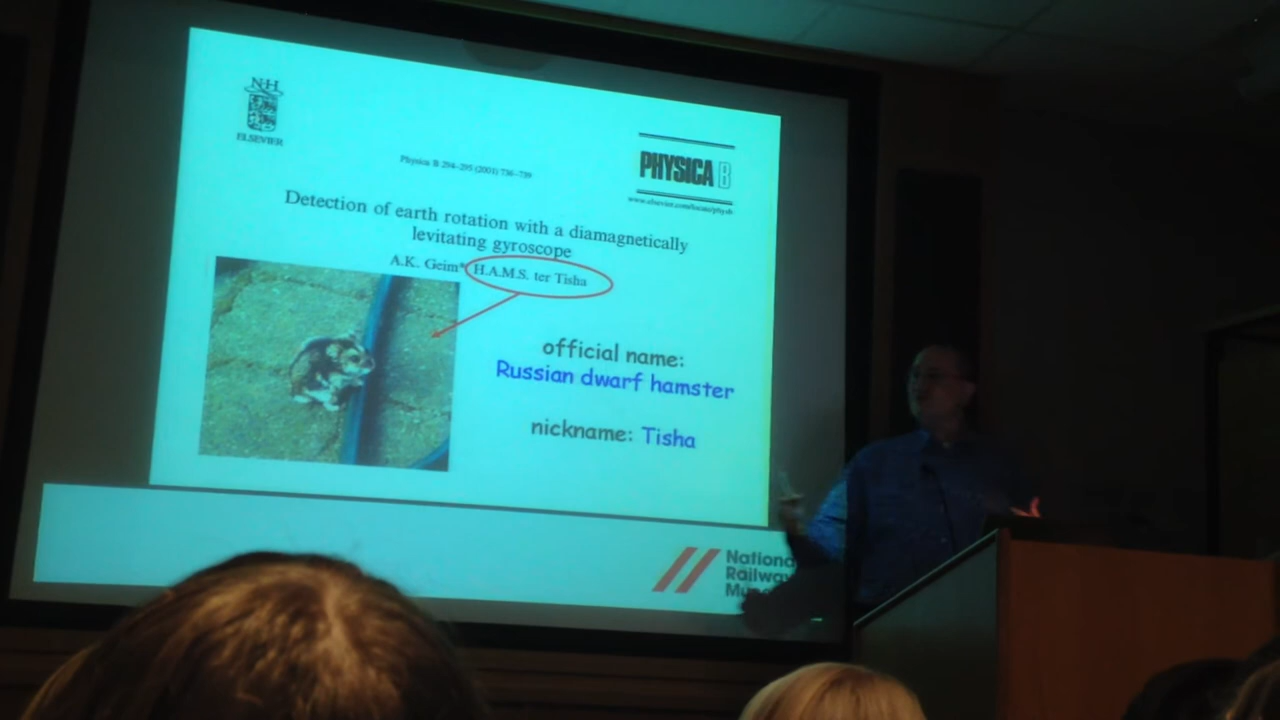 N·H
ELSEVIER
Physica B 294–295 (2001) 736–739
PHYSICA B
www.elsevier.com/locate/physb
Detection of earth rotation with a diamagnetically
levitating gyroscope
A.K. Geim* H.A.M.S. ter Tisha
official name:
Russian dwarf hamster
nickname: Tisha
National
Railway